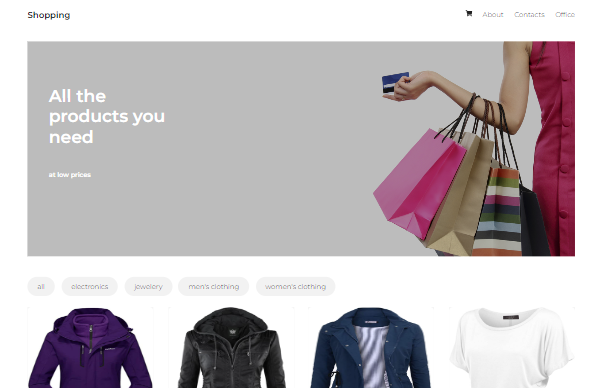 Shopping
About Contacts Office
All the
products you
need
at low prices
all electronics jewelery men's clothing women's clothing